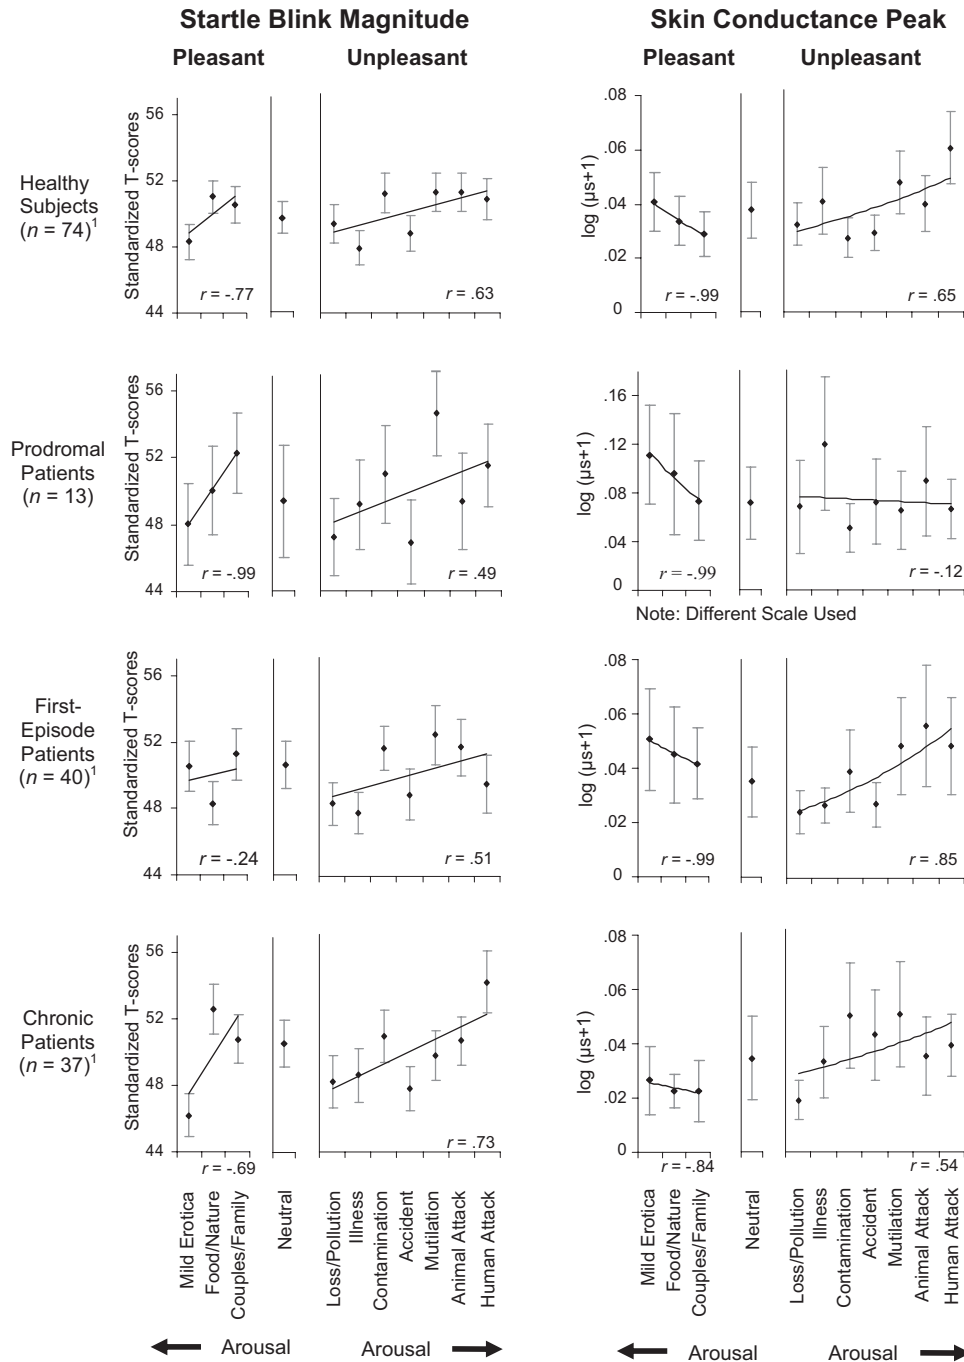 Startle Blink Magnitude
Skin Conductance Peak
Pleasant
Unpleasant
Pleasant
Unpleasant
Healthy
Subjects
(n = 74)1
Standardized T-scores
56
52
48
44
r = -.77
r = .63
log (μs+1)
.08
.06
.04
.02
0
r = -.99
r = .65
Prodromal
Patients
(n = 13)
Standardized T-scores
56
52
48
44
r = -.99
r = .49
log (μs+1)
.16
.12
.08
.04
0
r = -.99
r = -.12
Note: Different Scale Used
First-
Episode
Patients
(n = 40)1
Standardized T-scores
56
52
48
44
r = -.24
r = .51
log (μs+1)
.08
.06
.04
.02
0
r = -.99
r = .85
Chronic
Patients
(n = 37)1
Standardized T-scores
56
52
48
44
r = -.69
r = .73
log (μs+1)
.08
.06
.04
.02
0
r = -.84
r = .54
Mild Erotica
Food/Nature
Couples/Family
Neutral
Loss/Pollution
Illness
Contamination
Accident
Mutilation
Animal Attack
Human Attack
Mild Erotica
Food/Nature
Couples/Family
Neutral
Loss/Pollution
Illness
Contamination
Accident
Mutilation
Animal Attack
Human Attack
Arousal
Arousal
Arousal
Arousal